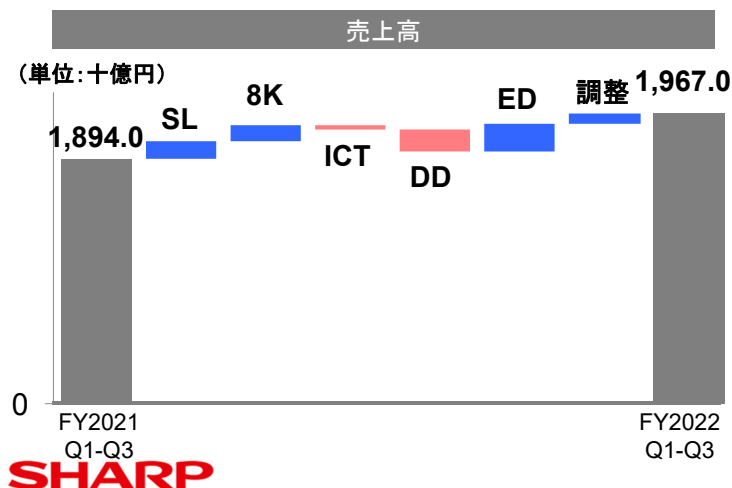 売上高
（単位：十億円）
1,894.0
SL
8K
ICT
DD
ED
調整
1,967.0
0
FY2021
Q1-Q3
FY2022
Q1-Q3
SHARP